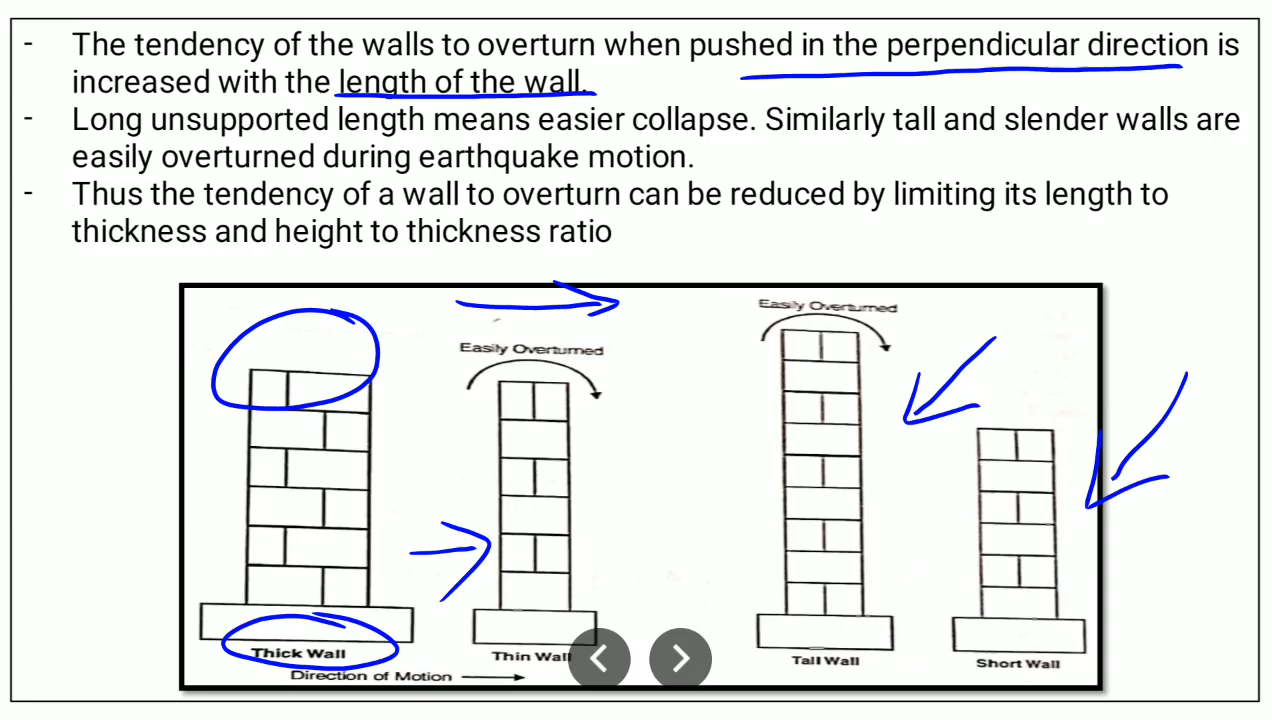 - The tendency of the walls to overturn when pushed in the perpendicular direction is
increased with the length of the wall.
- Long unsupported length means easier collapse. Similarly tall and slender walls are
easily overturned during earthquake motion.
- Thus the tendency of a wall to overturn can be reduced by limiting its length to
thickness and height to thickness ratio
Easily Overturned
Easily Overturned
Thick Wall
Thin Wall
Tall Wall
Short Wall
Direction of Motion